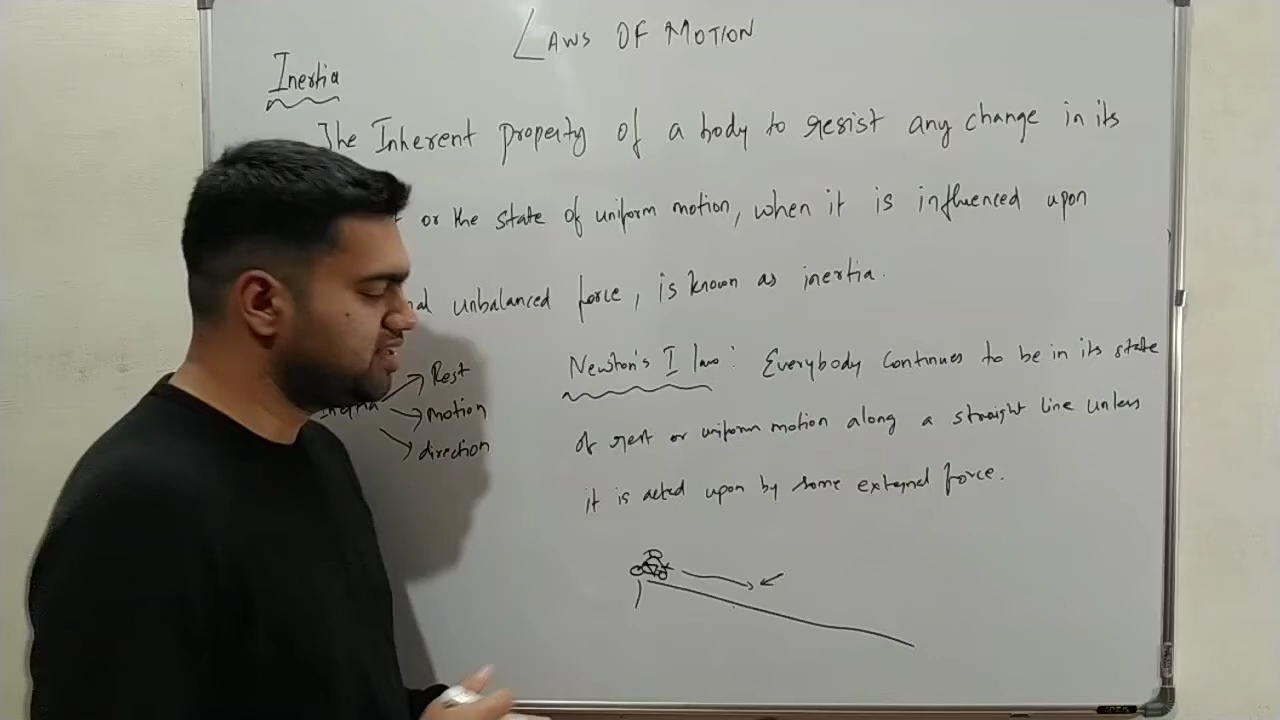 LAWS OF MOTION
Inertia
The Inherent property of a body to resist any change in its
or the state of uniform motion, when it is influenced upon
unbalanced force, is known as inertia.
Newton's I law: Everybody continues to be in its state
of rest or uniform motion along a straight line unless
it is acted upon by some external force.
Inertia
Rest
motion
direction